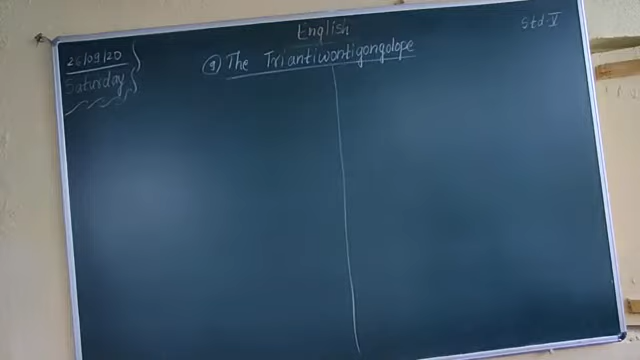 English
Std-V
26/09/20
Saturday
9) The Triantiwontigongolope